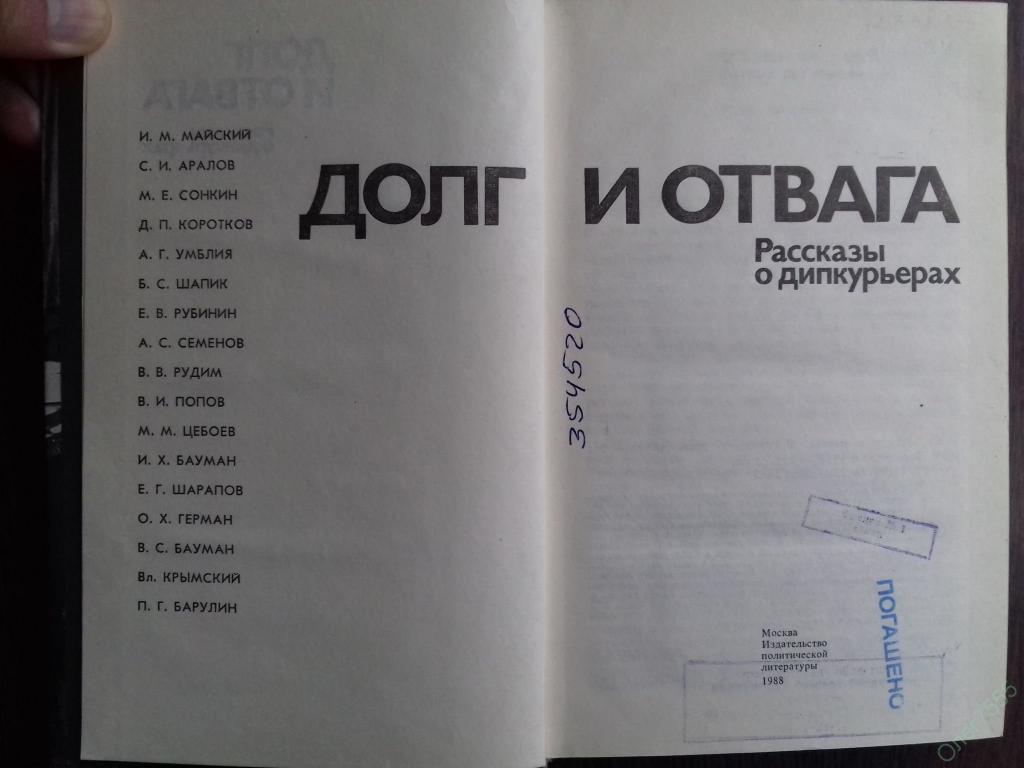 И. М. МАЙСКИЙ
С. И. АРАЛОВ
М. Е. СОНКИН
Д. П. КОРОТКОВ
А. Г. УМБЛИЯ
Б. С. ШАПИК
Е. В. РУБИНИН
А. С. СЕМЕНОВ
В. В. РУДИМ
В. И. ПОПОВ
М. М. ЦЕБОЕВ
И. Х. БАУМАН
Е. Г. ШАРАПОВ
О. Х. ГЕРМАН
В. С. БАУМАН
Вл. КРЫМСКИЙ
П. Г. БАРУЛИН
ДОЛГ И ОТВАГА
Рассказы
о дипкурьерах
354520
ПОГАШЕНО
Москва
Издательство
политической
литературы
1988